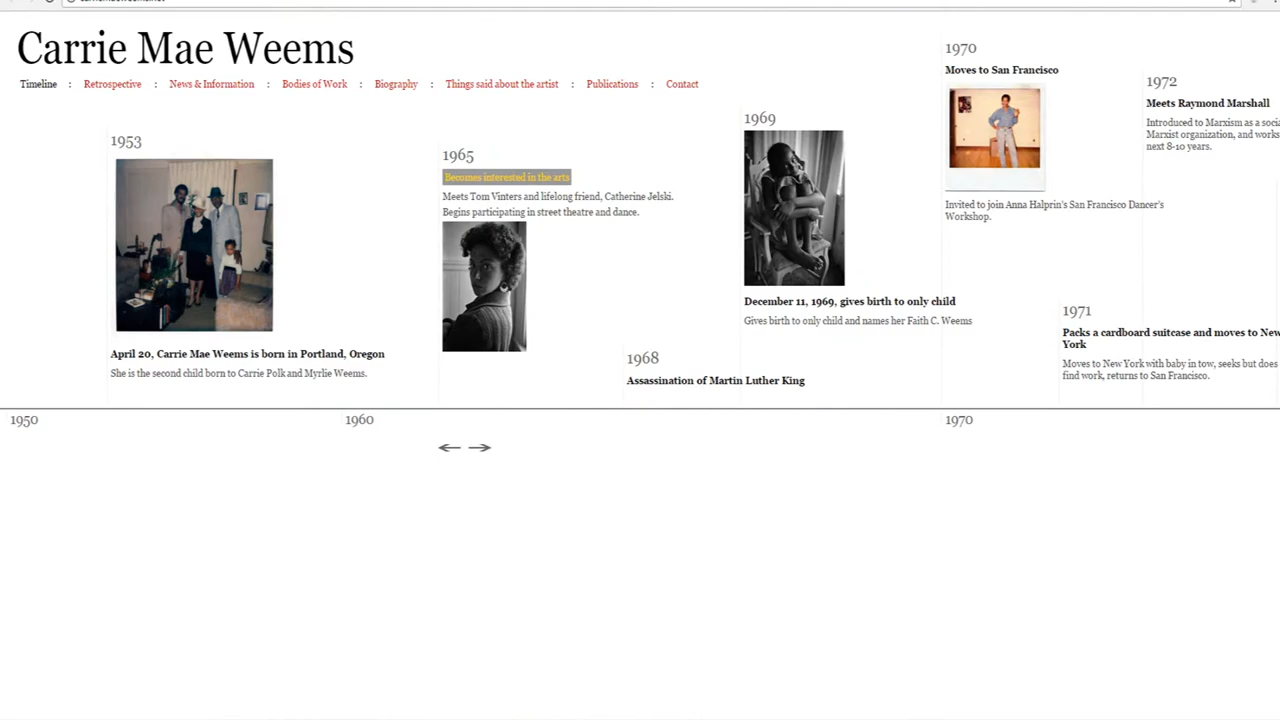 Carrie Mae Weems
Timeline : Retrospective : News & Information : Bodies of Work : Biography : Things said about the artist : Publications : Contact
1953
April 20, Carrie Mae Weems is born in Portland, Oregon
She is the second child born to Carrie Polk and Myrlie Weems.
1965
Becomes interested in the arts
Meets Tom Vinters and lifelong friend, Catherine Jelski.
Begins participating in street theatre and dance.
1968
Assassination of Martin Luther King
1969
December 11, 1969, gives birth to only child
Gives birth to only child and names her Faith C. Weems
1970
Moves to San Francisco
Invited to join Anna Halprin's San Francisco Dancer's
Workshop.
1971
Packs a cardboard suitcase and moves to New
York
Moves to New York with baby in tow, seeks but does
find work, returns to San Francisco.
1972
Meets Raymond Marshall
Introduced to Marxism as a
Marxist organization, and works
next 8-10 years.
1950
1960
1970